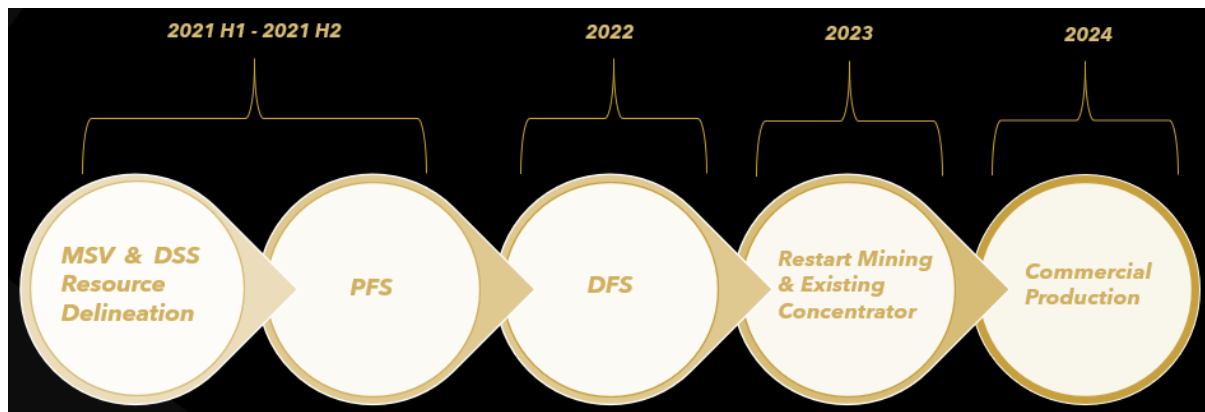 2021 H1 - 2021 H2
2022
2023
2024
MSV & DSS
Resource
Delineation
PFS
DFS
Restart Mining
& Existing
Concentrator
Commercial
Production